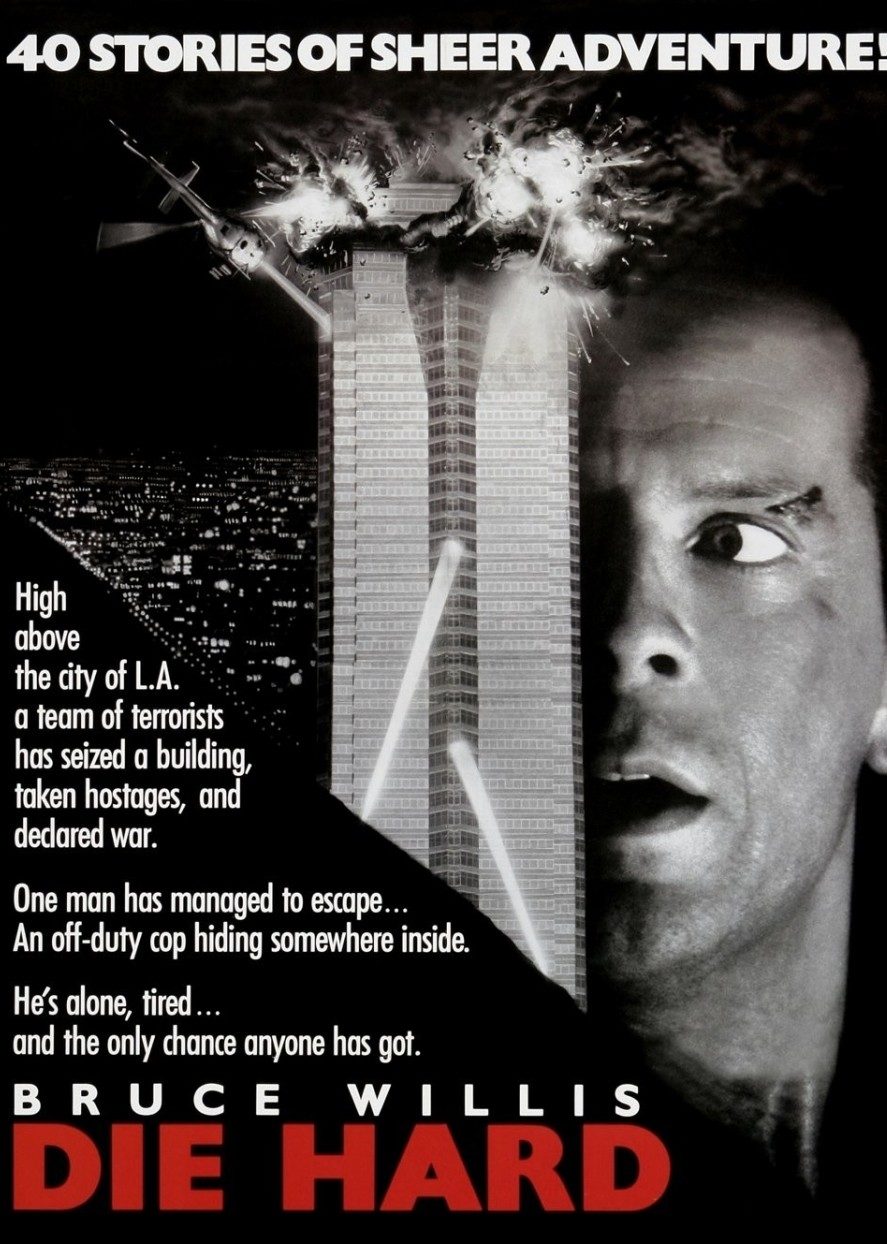 40 STORIES OF SHEER ADVENTURE!
High
above
the city of L.A.
a team of terrorists
has seized a building,
taken hostages, and
declared war.
One man has managed to escape...
An off-duty cop hiding somewhere inside.
He's alone, tired...
and the only chance anyone has got.
BRUCE WILLIS
DIE HARD